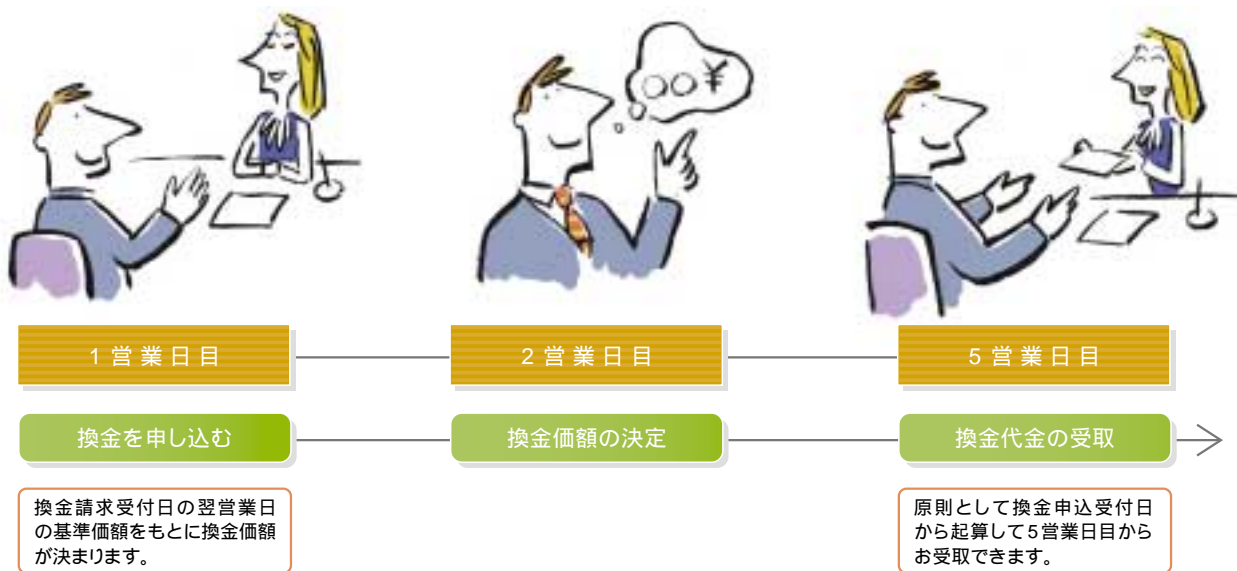 ○○¥
1営業日目
2営業日目
5営業日目
換金を申し込む
換金価額の決定
換金代金の受取
換金請求受付日の翌営業日
の基準価額をもとに換金価額
が決まります。
原則として換金申込受付日
から起算して5営業日目から
お受取できます。